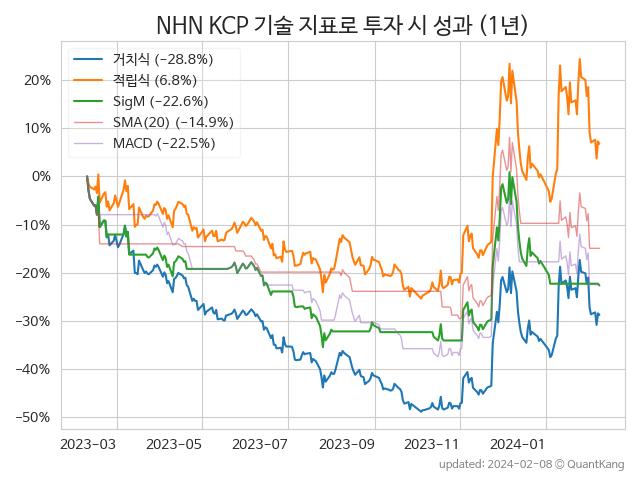 NHN KCP 기술 지표로 투자 시 성과 (1년)
거치식 (−28.8%)
적립식 (6.8%)
SigM (−22.6%)
SMA(20) (−14.9%)
MACD (−22.5%)
20%
10%
0%
−10%
−20%
−30%
−40%
−50%
2023−03 2023−05 2023−07 2023−09 2023−11 2024−01
updated: 2024-02-08 © QuantKang